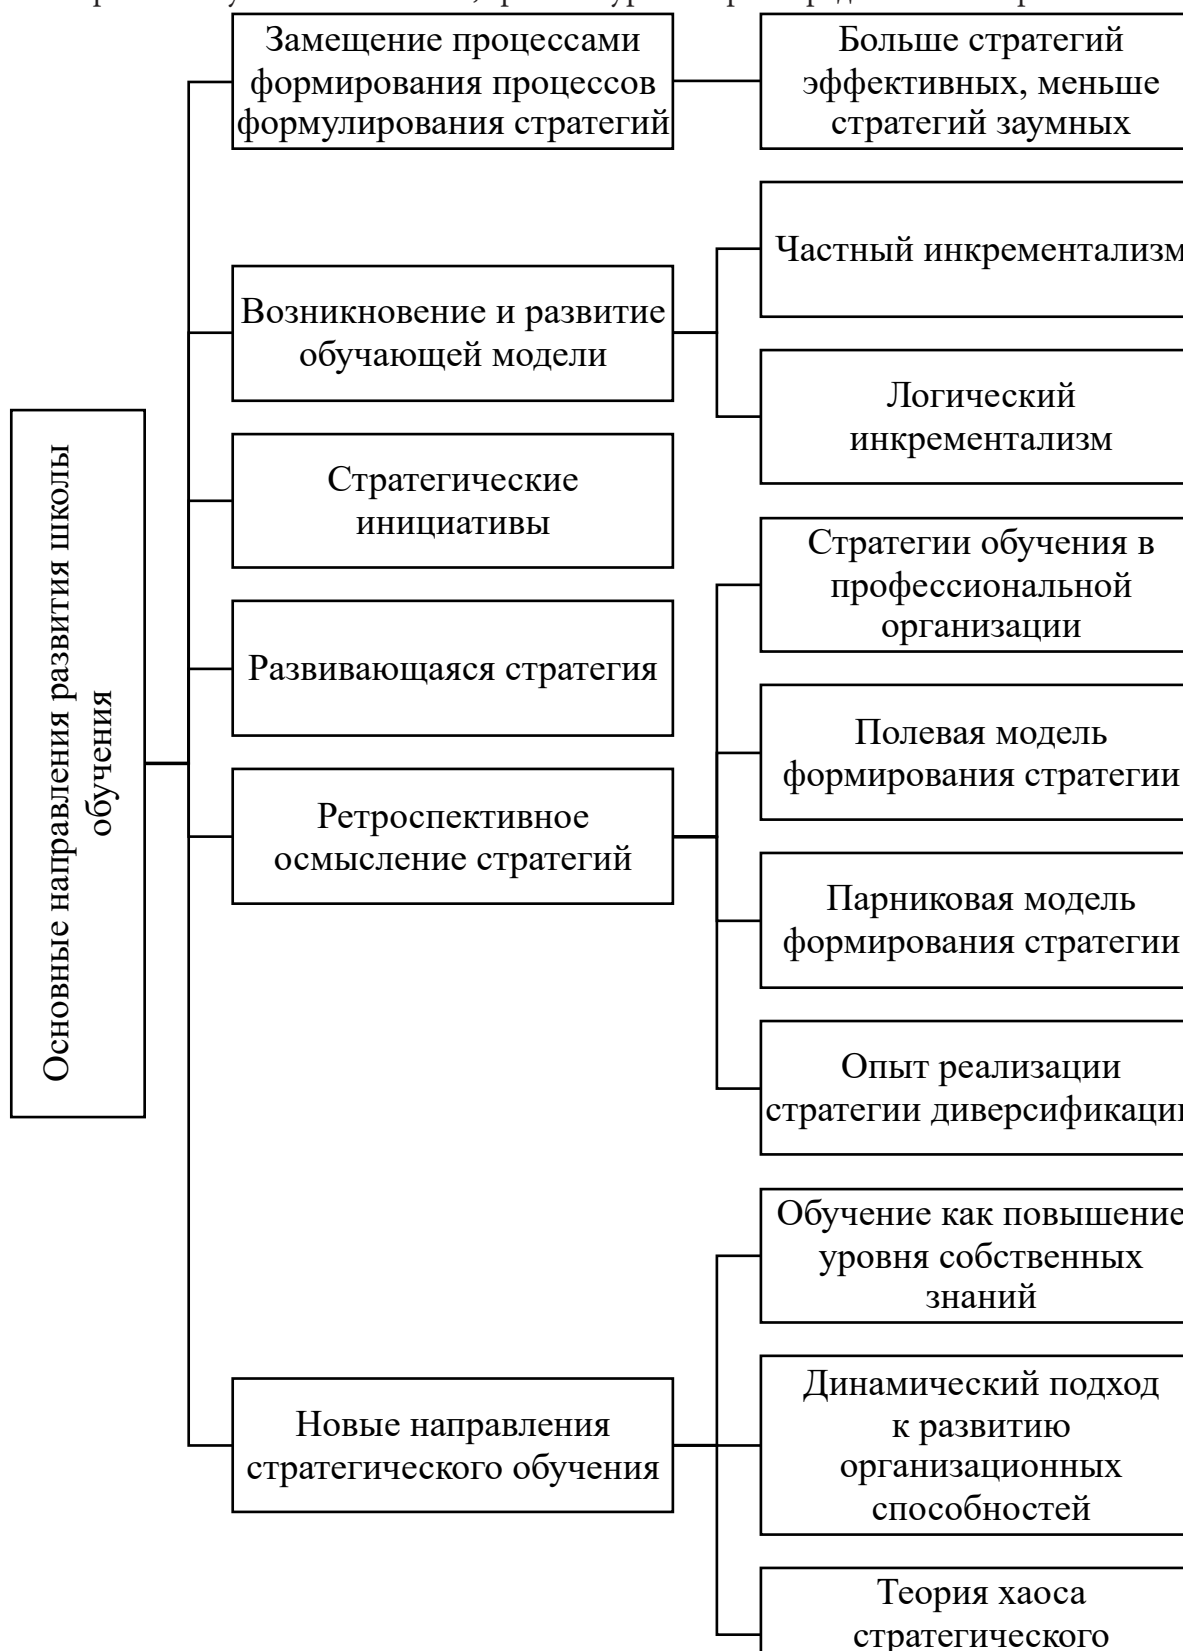 Замещение процессами
формирования процессов
формулирования стратегий
Больше стратегий
эффективных, меньше
стратегий заумных
Возникновение и развитие
обучающей модели
Частный инкрементализм
Логический
инкрементализм
Стратегические
инициативы
Развивающаяся стратегия
Ретроспективное
осмысление стратегий
Стратегии обучения в
профессиональной
организации
Полевая модель
формирования стратегии
Парниковая модель
формирования стратегии
Опыт реализации
стратегии диверсификации
Основные направления развития школы
обучения
Новые направления
стратегического обучения
Обучение как повышение
уровня собственных
знаний
Динамический подход
к развитию
организационных
способностей
Теория хаоса
стратегического